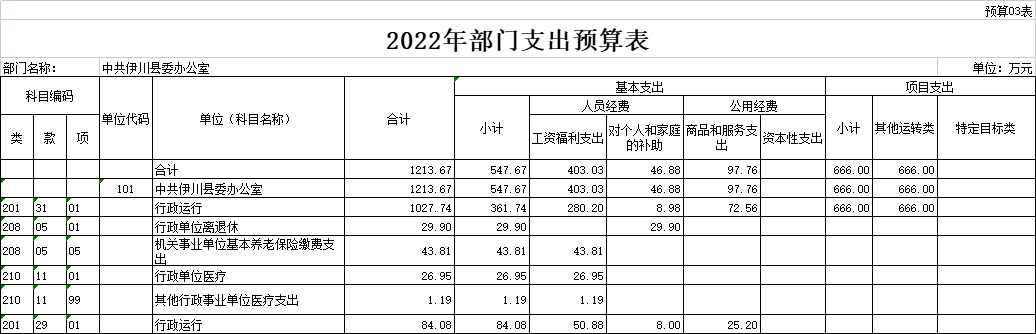 预算03表
2022年部门支出预算表
部门名称： 中共伊川县委办公室 单位：万元
科目编码 单位代码 单位（科目名称） 合计 基本支出 项目支出
类 款 项 小计 人员经费 公用经费 小计 其他运转类 特定目标类
工资福利支出 对个人和家庭的补助 商品和服务支出 资本性支出
合计 1213.67 547.67 403.03 46.88 97.76 666.00 666.00
101 中共伊川县委办公室 1213.67 547.67 403.03 46.88 97.76 666.00 666.00
201 31 01 行政运行 1027.74 361.74 280.20 8.98 72.56 666.00 666.00
208 05 01 行政单位离退休 29.90 29.90 29.90
208 05 05 机关事业单位基本养老保险缴费支出 43.81 43.81 43.81
210 11 01 行政单位医疗 26.95 26.95 26.95
210 11 99 其他行政事业单位医疗支出 1.19 1.19 1.19
201 29 01 行政运行 84.08 84.08 50.88 8.00 25.20